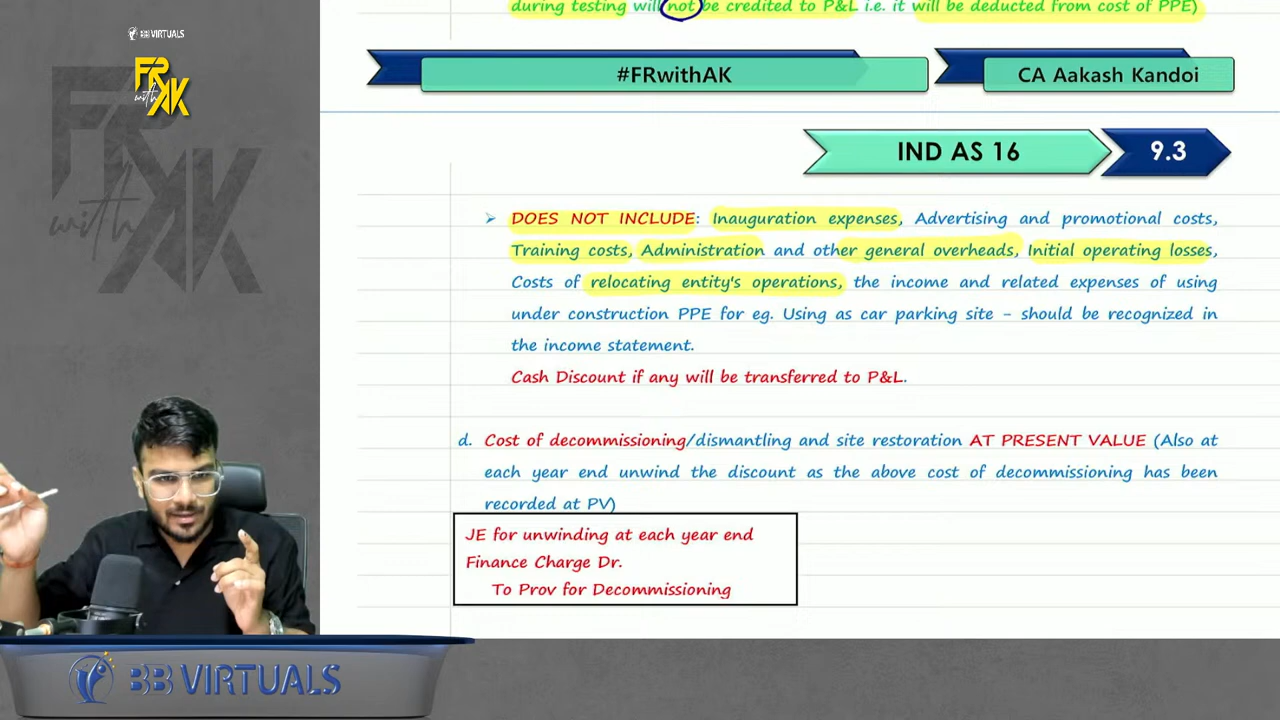 during testing will not be credited to P&L i.e. it will be deducted from cost of PPE)
BB VIRTUALS
FR
with AK
#FRwithAK
CA Aakash Kandoi
IND AS 16
9.3
FR
with AK
➢ DOES NOT INCLUDE: Inauguration expenses, Advertising and promotional costs,
Training costs, Administration and other general overheads, Initial operating losses,
Costs of relocating entity's operations, the income and related expenses of using
under construction PPE for eg. Using as car parking site – should be recognized in
the income statement.
Cash Discount if any will be transferred to P&L.
d. Cost of decommissioning/dismantling and site restoration AT PRESENT VALUE (Also at
each year end unwind the discount as the above cost of decommissioning has been
recorded at PV)
JE for unwinding at each year end
Finance Charge Dr.
To Prov for Decommissioning
BB VIRTUALS